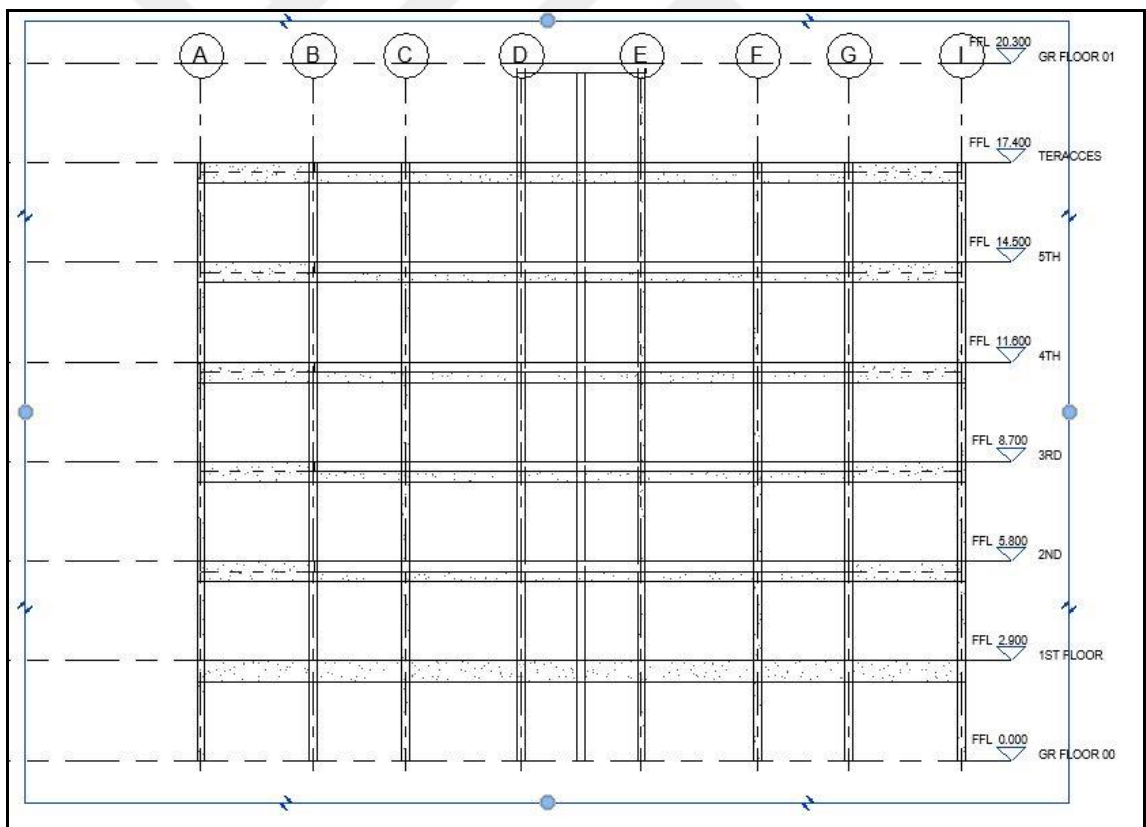 A B C D E F G I
FFL 20.300
GR FLOOR 01
FFL 17.400
TERACCES
FFL 14.500
5TH
FFL 11.600
4TH
FFL 8.700
3RD
FFL 5.800
2ND
FFL 2.900
1ST FLOOR
FFL 0.000
GR FLOOR 00